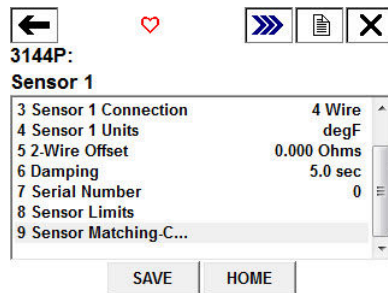 3144P:
Sensor 1
3 Sensor 1 Connection 4 Wire
4 Sensor 1 Units degF
5 2-Wire Offset 0.000 Ohms
6 Damping 5.0 sec
7 Serial Number 0
8 Sensor Limits
9 Sensor Matching-C...
SAVE HOME